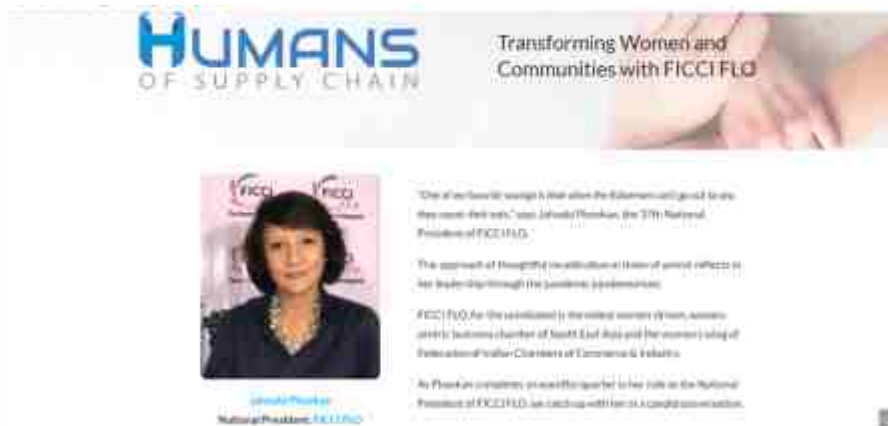 HUMANS
OF SUPPLY CHAIN
Transforming Women and
Communities with FICCI FLO
FICCI FICCI
"One of my favorite sayings is that when the fishermen can't go out to sea,
they repair their nets," says Jahnabi Phookan, the 37th National
President of FICCI FLO.
This approach of thoughtful recalibration in times of unrest reflects in
her leadership through the pandemic
FICCI FLO, for the uninitiated is the oldest women-driven, women-
centric business chamber of South East Asia and the women's wing of
Federation of Indian Chambers of Commerce & Industry.
As Phookan completes an eventful quarter in her role as the National
President of FICCI FLO, we catch up with her in a candid conversation.
Jahnabi Phookan
National President, FICCI FLO